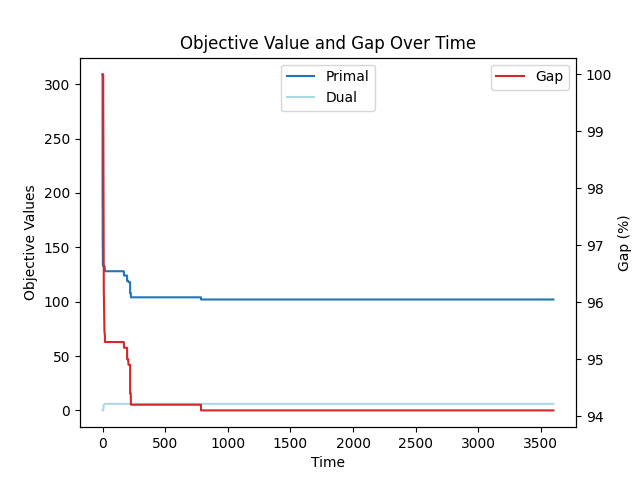 Objective Value and Gap Over Time
Primal
Dual
Gap
Objective Values
300
250
200
150
100
50
0
100
99
98
97
96
95
94
Gap (%)
0 500 1000 1500 2000 2500 3000 3500
Time